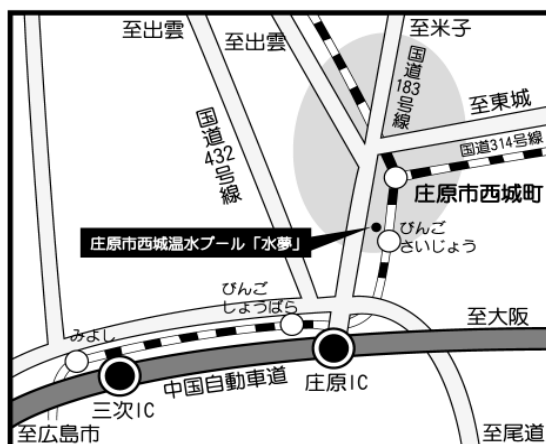 至出雲
至出雲
至米子
国道183号線
至東城
国道432号線
国道314号線
庄原市西城町
庄原市西城温水プール「水夢」
びんご
さいじょう
びんご
しょうばら
みよし
至大阪
中国自動車道
庄原IC
三次IC
至広島市
至尾道